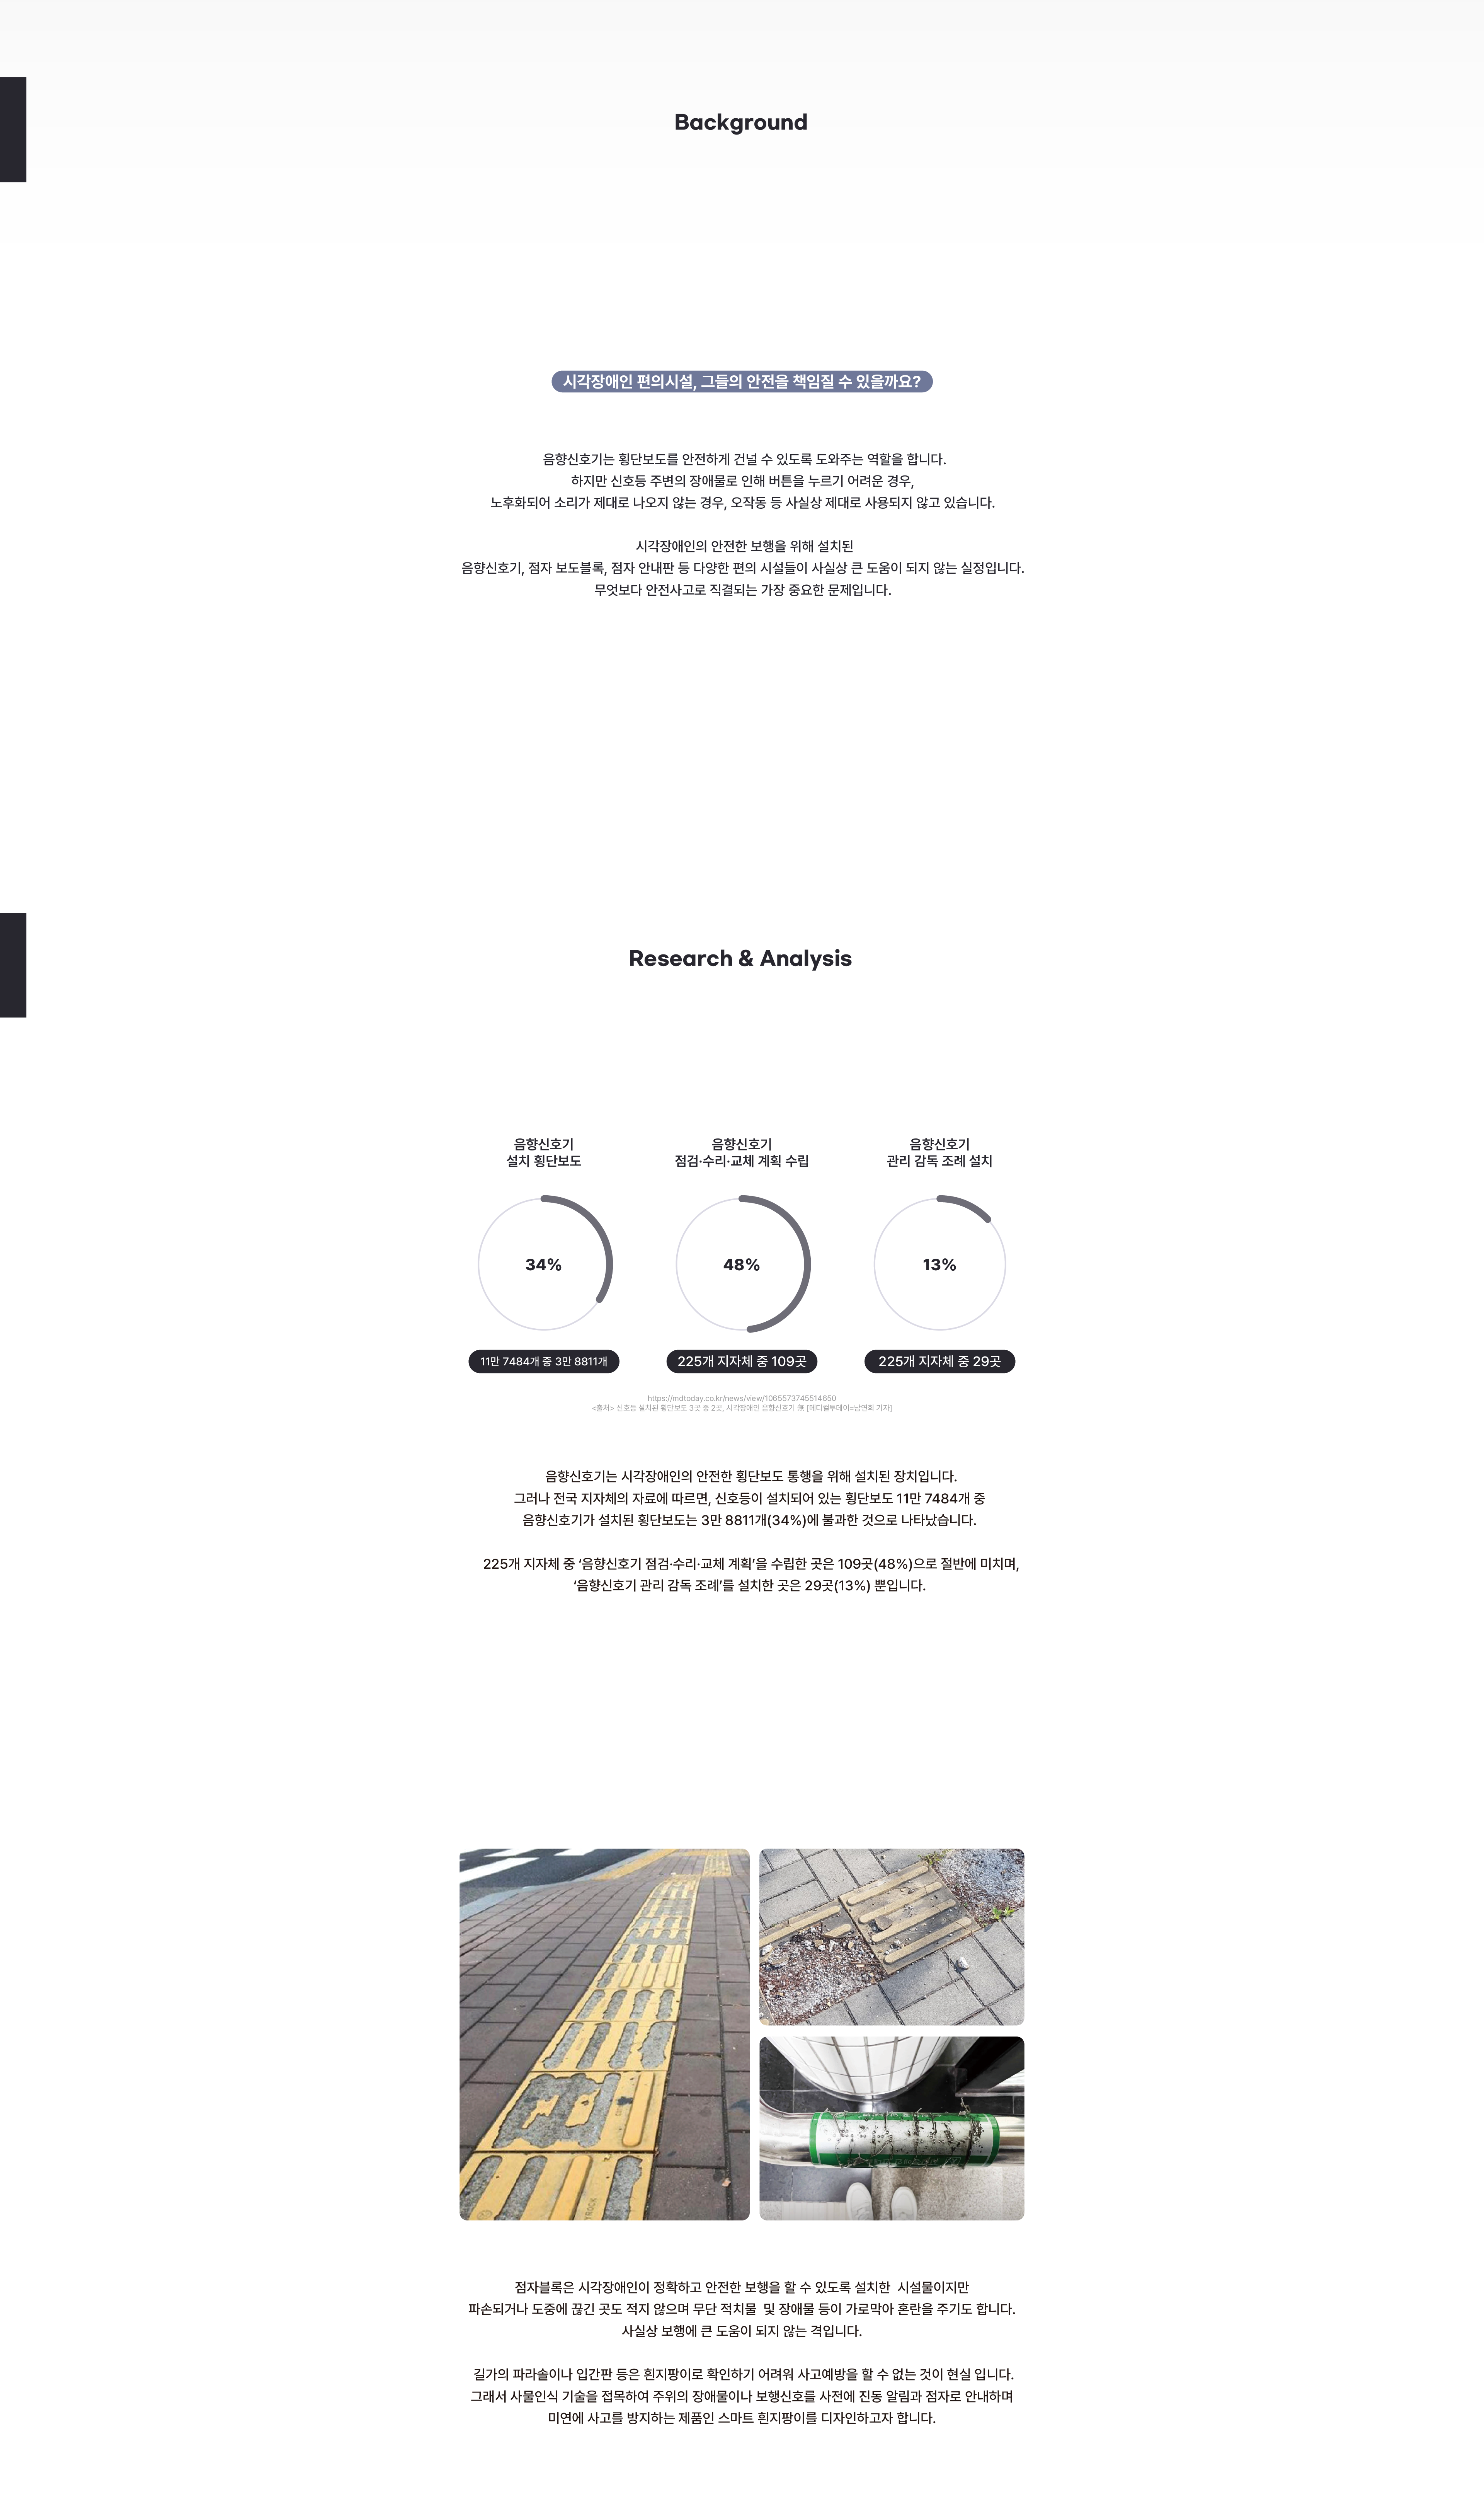 Background
시각장애인 편의시설, 그들의 안전을 책임질 수 있을까요?
음향신호기는 횡단보도를 안전하게 건널 수 있도록 도와주는 역할을 합니다.
하지만 신호등 주변의 장애물로 인해 버튼을 누르기 어려운 경우,
노후화되어 소리가 제대로 나오지 않는 경우, 오작동 등 사실상 제대로 사용되지 않고 있습니다.
시각장애인의 안전한 보행을 위해 설치된
음향신호기, 점자 보도블록, 점자 안내판 등 다양한 편의 시설들이 사실상 큰 도움이 되지 않는 실정입니다.
무엇보다 안전사고로 직결되는 가장 중요한 문제입니다.
Research & Analysis
음향신호기
설치 횡단보도
34%
11만 7484개 중 3만 8811개
음향신호기
점검·수리·교체 계획 수립
48%
225개 지자체 중 109곳
음향신호기
관리 감독 조례 설치
13%
225개 지자체 중 29곳
https://mdtoday.co.kr/news/view/1065573745514650
<출처> 신호등 설치된 횡단보도 3곳 중 2곳, 시각장애인 음향신호기 無 [메디컬투데이=남연희 기자]
음향신호기는 시각장애인의 안전한 횡단보도 통행을 위해 설치된 장치입니다.
그러나 전국 지자체의 자료에 따르면, 신호등이 설치되어 있는 횡단보도 11만 7484개 중
음향신호기가 설치된 횡단보도는 3만 8811개(34%)에 불과한 것으로 나타났습니다.
225개 지자체 중 ‘음향신호기 점검·수리·교체 계획’을 수립한 곳은 109곳(48%)으로 절반에 미치며,
‘음향신호기 관리 감독 조례’를 설치한 곳은 29곳(13%) 뿐입니다.
점자블록은 시각장애인이 정확하고 안전한 보행을 할 수 있도록 설치한  시설물이지만
파손되거나 도중에 끊긴 곳도 적지 않으며 무단 적치물  및 장애물 등이 가로막아 혼란을 주기도 합니다.
사실상 보행에 큰 도움이 되지 않는 격입니다.
길가의 파라솔이나 입간판 등은 흰지팡이로 확인하기 어려워 사고예방을 할 수 없는 것이 현실 입니다.
그래서 사물인식 기술을 접목하여 주위의 장애물이나 보행신호를 사전에 진동 알림과 점자로 안내하며
미연에 사고를 방지하는 제품인 스마트 흰지팡이를 디자인하고자 합니다.